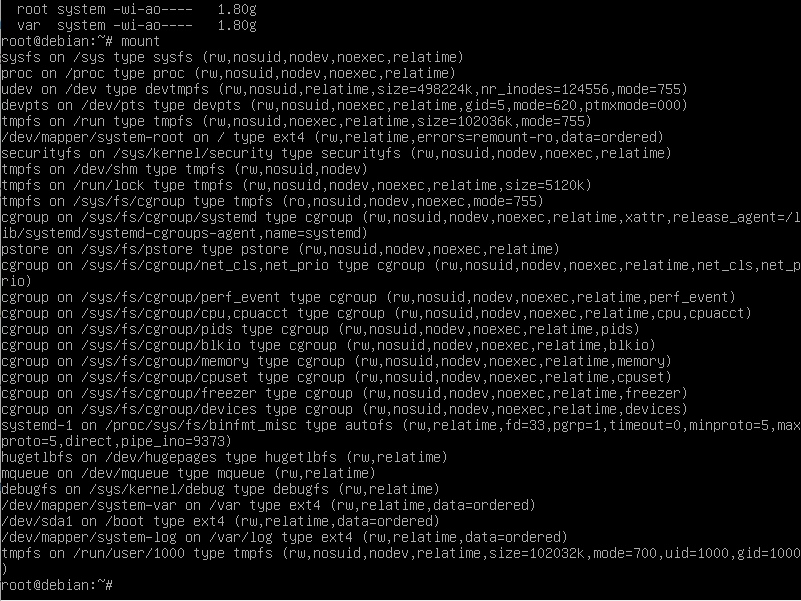 root system -wi-ao----   1.80g
  var  system -wi-ao----   1.80g
root@debian:~# mount
sysfs on /sys type sysfs (rw,nosuid,nodev,noexec,relatime)
proc on /proc type proc (rw,nosuid,nodev,noexec,relatime)
udev on /dev type devtmpfs (rw,nosuid,relatime,size=498224k,nr_inodes=124556,mode=755)
devpts on /dev/pts type devpts (rw,nosuid,noexec,relatime,gid=5,mode=620,ptmxmode=000)
tmpfs on /run type tmpfs (rw,nosuid,noexec,relatime,size=102036k,mode=755)
/dev/mapper/system-root on / type ext4 (rw,relatime,errors=remount-ro,data=ordered)
securityfs on /sys/kernel/security type securityfs (rw,nosuid,nodev,noexec,relatime)
tmpfs on /dev/shm type tmpfs (rw,nosuid,nodev)
tmpfs on /run/lock type tmpfs (rw,nosuid,nodev,noexec,relatime,size=5120k)
tmpfs on /sys/fs/cgroup type tmpfs (ro,nosuid,nodev,noexec,mode=755)
cgroup on /sys/fs/cgroup/systemd type cgroup (rw,nosuid,nodev,noexec,relatime,xattr,release_agent=/l
ib/systemd/systemd-cgroups-agent,name=systemd)
pstore on /sys/fs/pstore type pstore (rw,nosuid,nodev,noexec,relatime)
cgroup on /sys/fs/cgroup/net_cls,net_prio type cgroup (rw,nosuid,nodev,noexec,relatime,net_cls,net_p
rio)
cgroup on /sys/fs/cgroup/perf_event type cgroup (rw,nosuid,nodev,noexec,relatime,perf_event)
cgroup on /sys/fs/cgroup/cpu,cpuacct type cgroup (rw,nosuid,nodev,noexec,relatime,cpu,cpuacct)
cgroup on /sys/fs/cgroup/pids type cgroup (rw,nosuid,nodev,noexec,relatime,pids)
cgroup on /sys/fs/cgroup/blkio type cgroup (rw,nosuid,nodev,noexec,relatime,blkio)
cgroup on /sys/fs/cgroup/memory type cgroup (rw,nosuid,nodev,noexec,relatime,memory)
cgroup on /sys/fs/cgroup/cpuset type cgroup (rw,nosuid,nodev,noexec,relatime,cpuset)
cgroup on /sys/fs/cgroup/freezer type cgroup (rw,nosuid,nodev,noexec,relatime,freezer)
cgroup on /sys/fs/cgroup/devices type cgroup (rw,nosuid,nodev,noexec,relatime,devices)
systemd-1 on /proc/sys/fs/binfmt_misc type autofs (rw,relatime,fd=33,pgrp=1,timeout=0,minproto=5,max
proto=5,direct,pipe_ino=9373)
hugetlbfs on /dev/hugepages type hugetlbfs (rw,relatime)
mqueue on /dev/mqueue type mqueue (rw,relatime)
debugfs on /sys/kernel/debug type debugfs (rw,relatime)
/dev/mapper/system-var on /var type ext4 (rw,relatime,data=ordered)
/dev/sda1 on /boot type ext4 (rw,relatime,data=ordered)
/dev/mapper/system-log on /var/log type ext4 (rw,relatime,data=ordered)
tmpfs on /run/user/1000 type tmpfs (rw,nosuid,nodev,relatime,size=102032k,mode=700,uid=1000,gid=1000
)
root@debian:~#